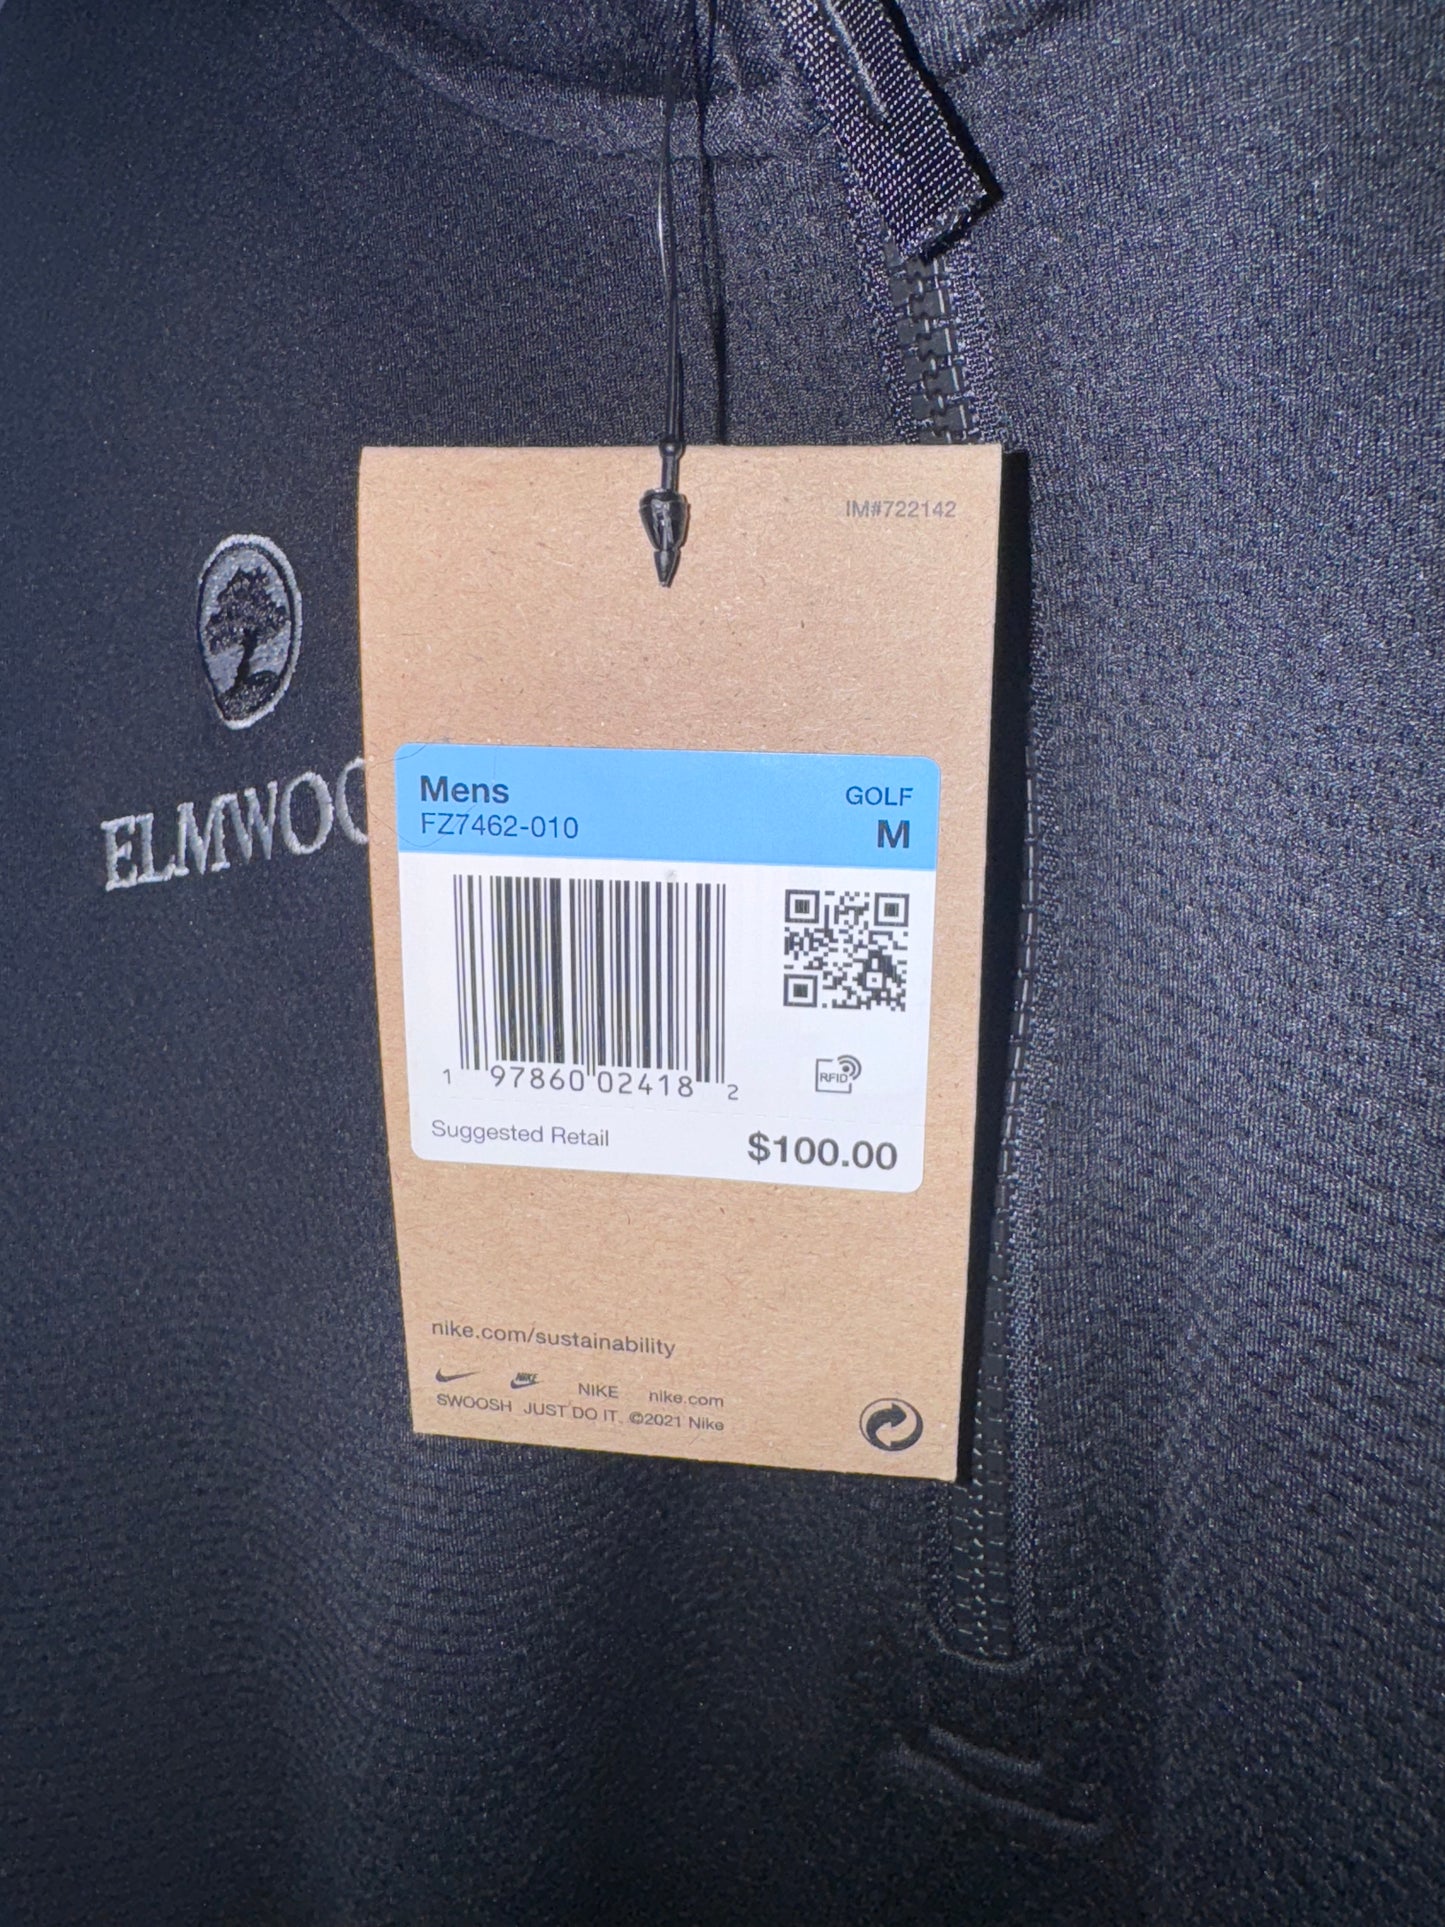 IM#722142
ELMWOO
Mens
GOLF
FZ7462-010
M
1 97860 02418 2
RFID
Suggested Retail
$100.00
nike.com/sustainability
NIKE
NIKE
nike.com
SWOOSH JUST DO IT. ©2021 Nike